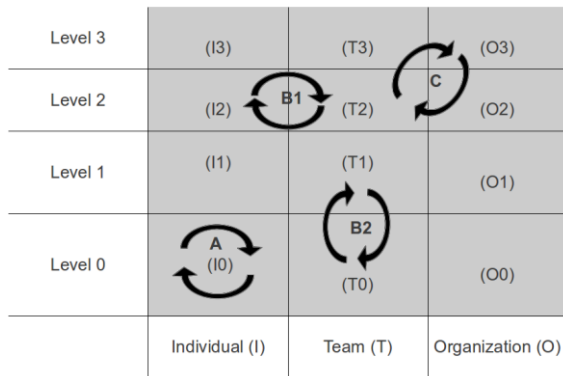 Level 3 (I3) (T3) (O3)
C
B1
Level 2 (I2) (T2) (O2)
Level 1 (I1) (T1)
(O1)
B2
A
Level 0 (I0) (T0) (O0)
Individual (I) Team (T) Organization (O)